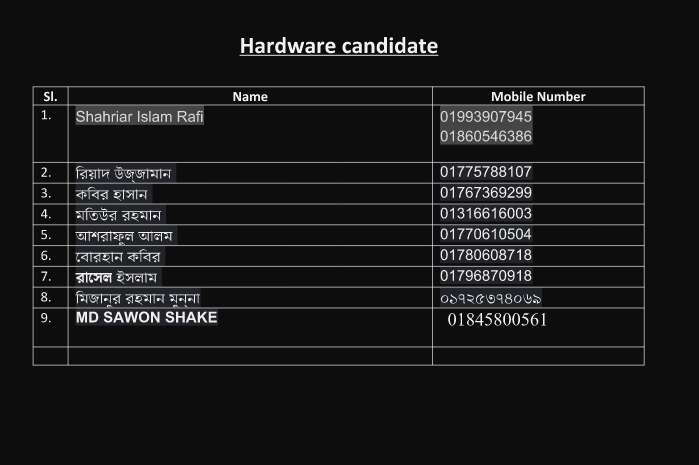 Hardware candidate
Sl. Name Mobile Number
1. Shahriar Islam Rafi 01993907945
01860546386
2. রিয়াদ উজ্জামান 01775788107
3. কবির হাসান 01767369299
4. মতিউর রহমান 01316616003
5. আশরাফুল আলম 01770610504
6. বোরহান কবির 01780608718
7. রাসেল ইসলাম 01796870918
8. মিজানুর রহমান মুন্না ০১৭২৫৩৭৪০৬৯
9. MD SAWON SHAKE 01845800561